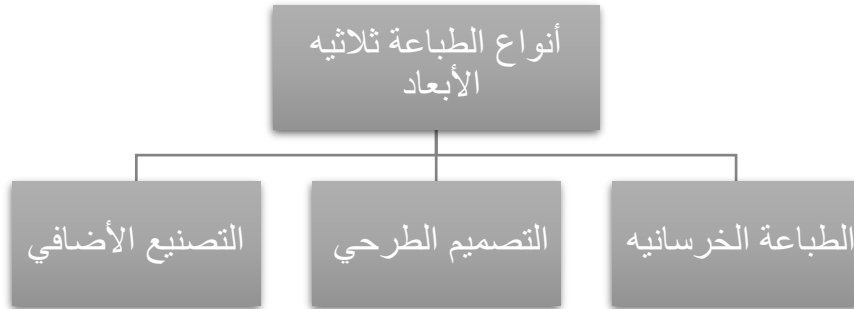 أنواع الطباعة ثلاثيه
الأبعاد
الطباعة الخرسانيه
التصميم الطرحي
التصنيع الأضافي